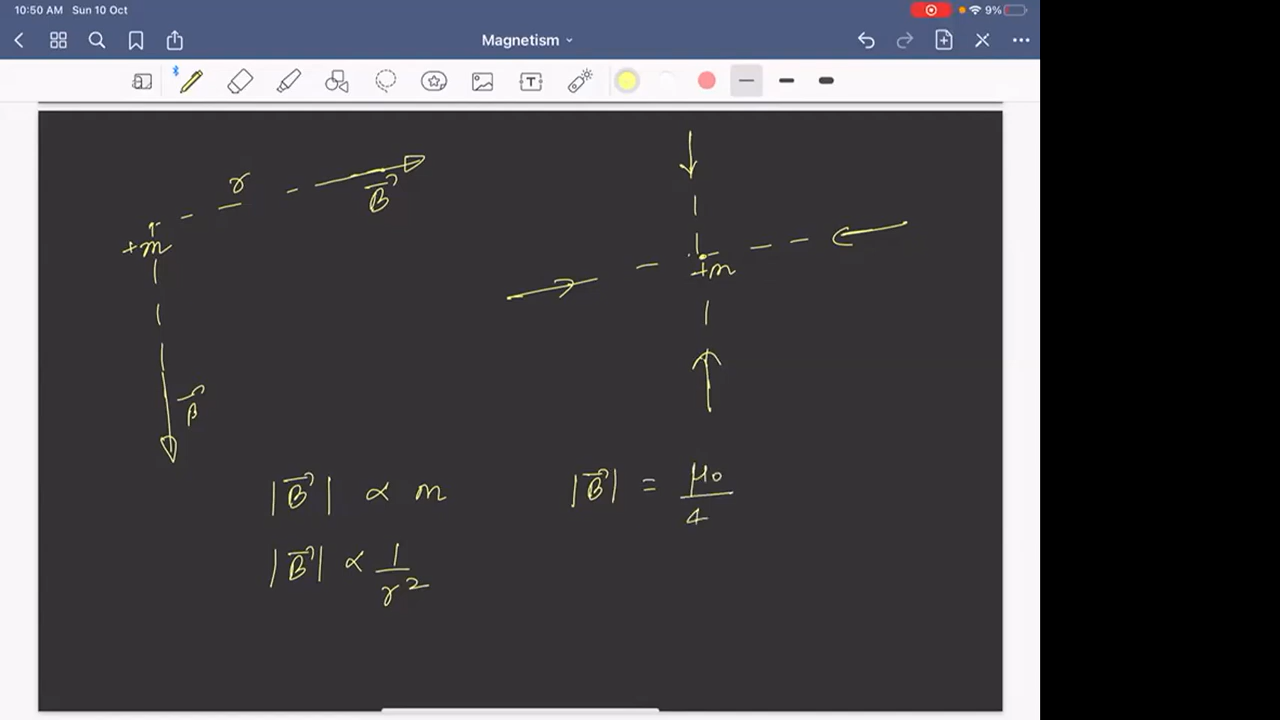 10:50 AM Sun 10 Oct
9%
Magnetism
T
r
B⃗
+m
+m
B⃗
|B⃗| ∝ m
|B⃗| = μ₀/4
|B⃗| ∝ 1/r²